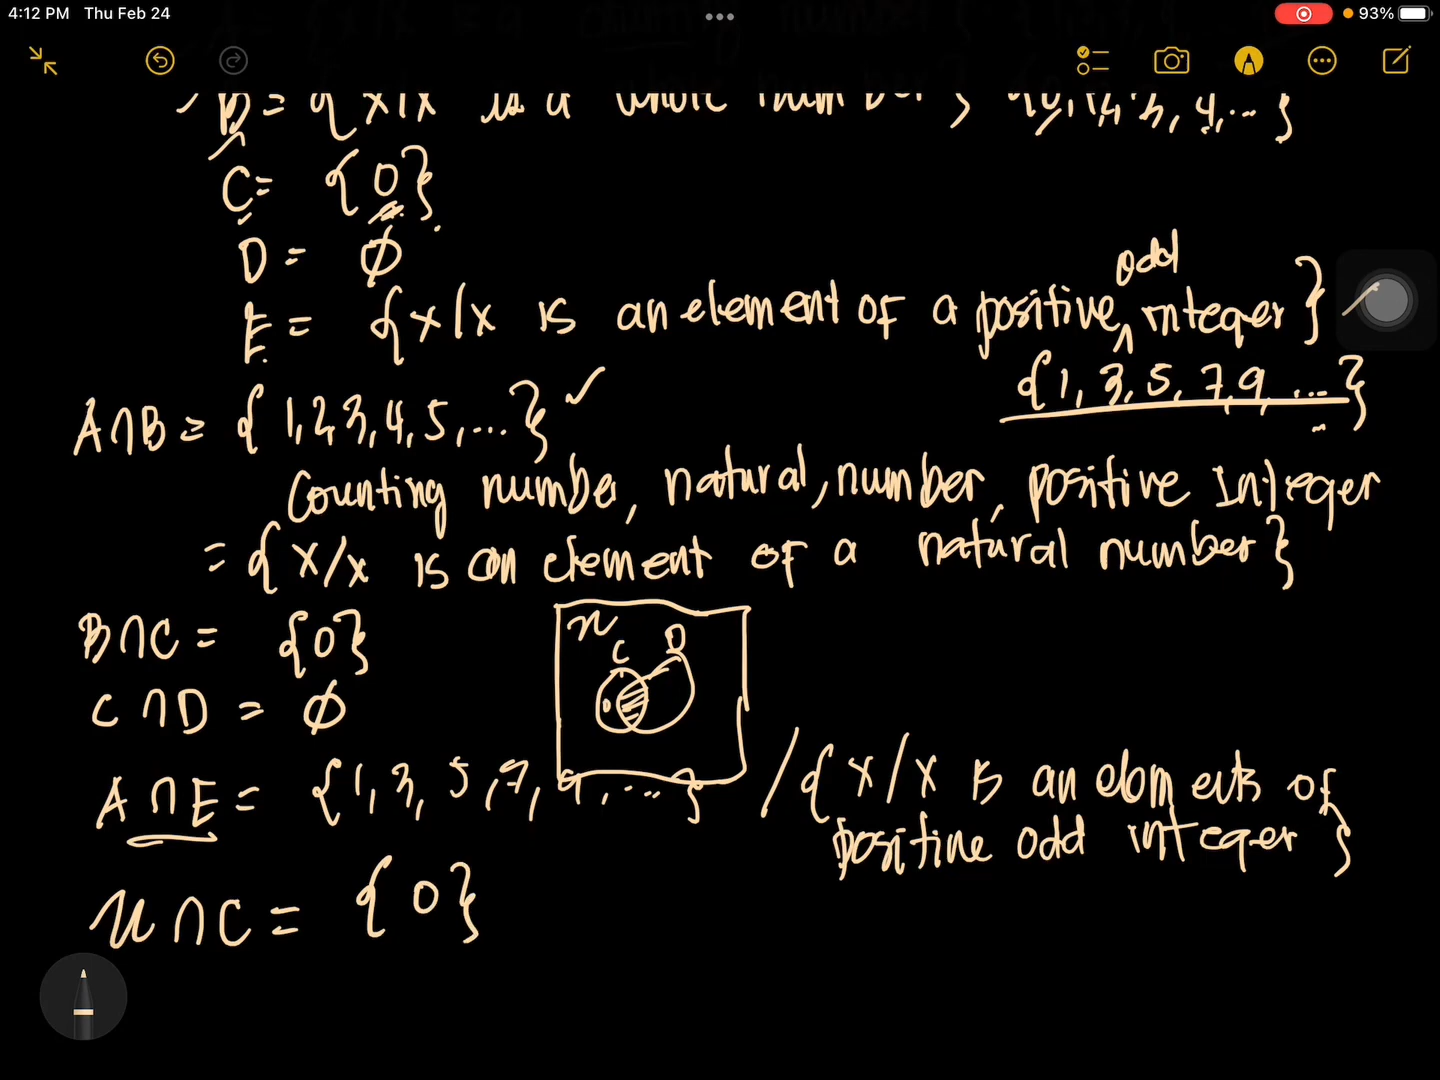 4:12 PM Thu Feb 24
93%
B = {x/x is a whole number} {0, 1, 2, 3, 4, ... }
C = {0}
D = ∅
odd
E = {x/x is an element of a positive ^ integer}
{1, 3, 5, 7, 9, ... }
A∩B = {1, 2, 3, 4, 5, ... } ✓
Counting number, natural, number, positive integer
= {x/x is an element of a natural number}
B∩C = {0}
C∩D = ∅
C D
0
A∩E = {1, 3, 5, 7, 9, ... } / {x/x is an elements of
positive odd integer}
U∩C = {0}